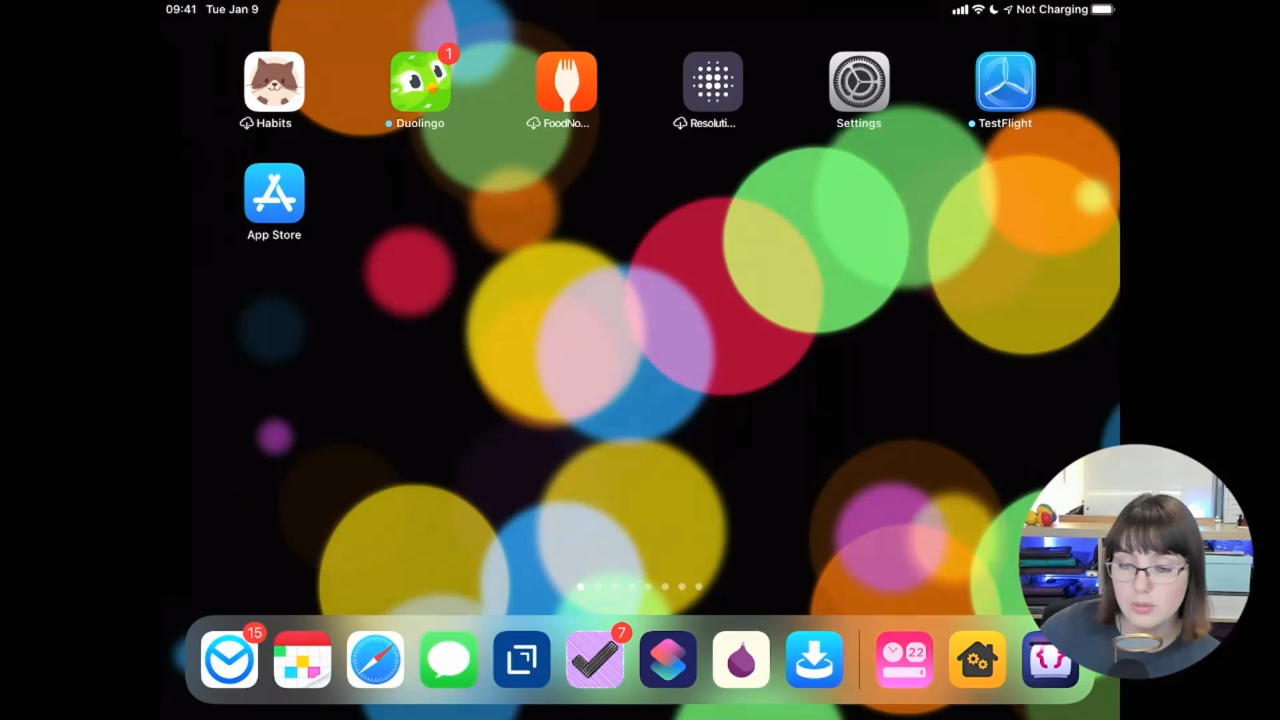 09:41 Tue Jan 9
Not Charging
1
Habits
Duolingo
FoodNo...
Resoluti...
Settings
TestFlight
App Store
15
7
22